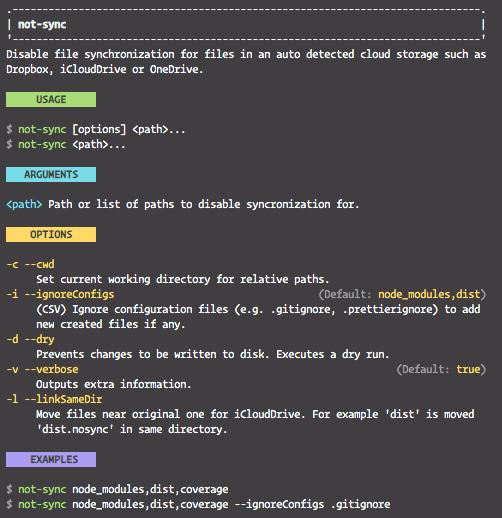 not-sync
Disable file synchronization for files in an auto detected cloud storage such as
Dropbox, iCloudDrive or OneDrive.
USAGE
$ not-sync [options] <path>...
$ not-sync <path>...
ARGUMENTS
<path> Path or list of paths to disable syncronization for.
OPTIONS
-c --cwd
Set current working directory for relative paths.
-i --ignoreConfigs (Default: node_modules,dist)
(CSV) Ignore configuration files (e.g. .gitignore, .prettierignore) to add
new created files if any.
-d --dry
Prevents changes to be written to disk. Executes a dry run.
-v --verbose (Default: true)
Outputs extra information.
-l --linkSameDir
Move files near original one for iCloudDrive. For example 'dist' is moved
'dist.nosync' in same directory.
EXAMPLES
$ not-sync node_modules,dist,coverage
$ not-sync node_modules,dist,coverage --ignoreConfigs .gitignore